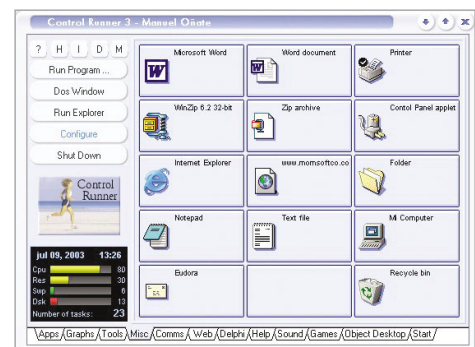 Control Runner 3 - Manuel Oñate
? H I D M
Run Program ...
Dos Window
Run Explorer
Configure
Shut Down
Control
Runner
jul 09, 2003 13:26
Cpu 80
Res 30
Swp 6
Dsk 13
Number of tasks: 23
Microsoft Word
Word document
Printer
WinZip 6.2 32-bit
Zip archive
Contol Panel applet
Internet Explorer
www.momsoftco.co
Folder
Notepad
Text file
Mi Computer
Eudora
Recycle bin
Apps Graphs Tools Misc Comms Web Delphi Help Sound Games Object Desktop Start